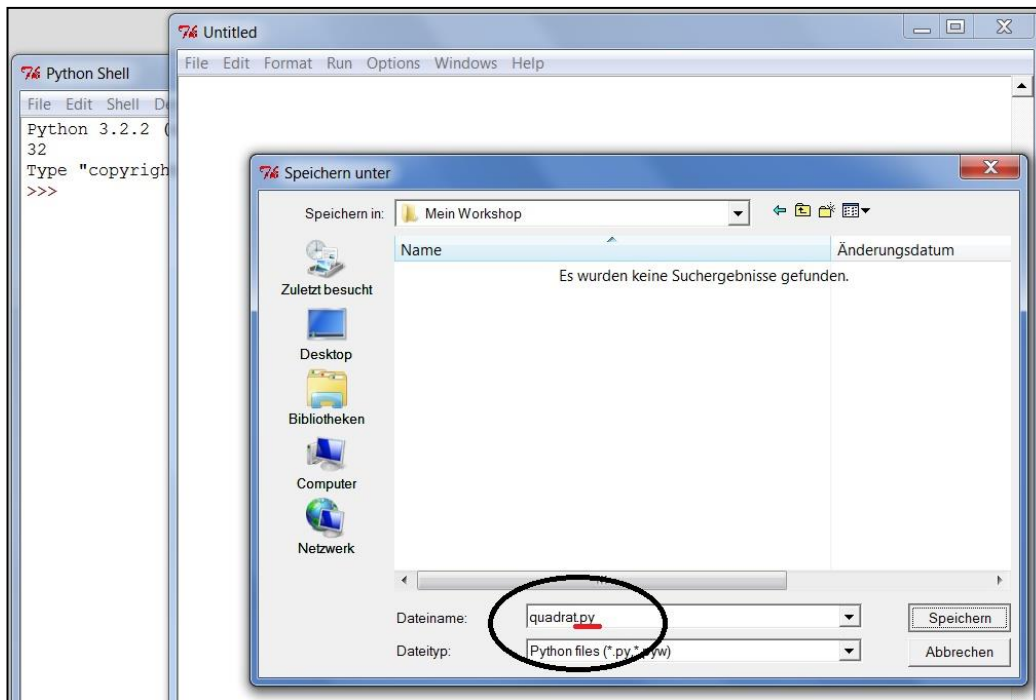 Untitled
File Edit Format Run Options Windows Help
Python Shell
File Edit Shell
Python 3.2.2 (
32
Type "copyrigh
>>>
Speichern unter
Speichern in: Mein Workshop
Name Änderungsdatum
Es wurden keine Suchergebnisse gefunden.
Zuletzt besucht
Desktop
Bibliotheken
Computer
Netzwerk
Dateiname: quadrat.py Speichern
Dateityp: Python files (*.py,*.pyw) Abbrechen